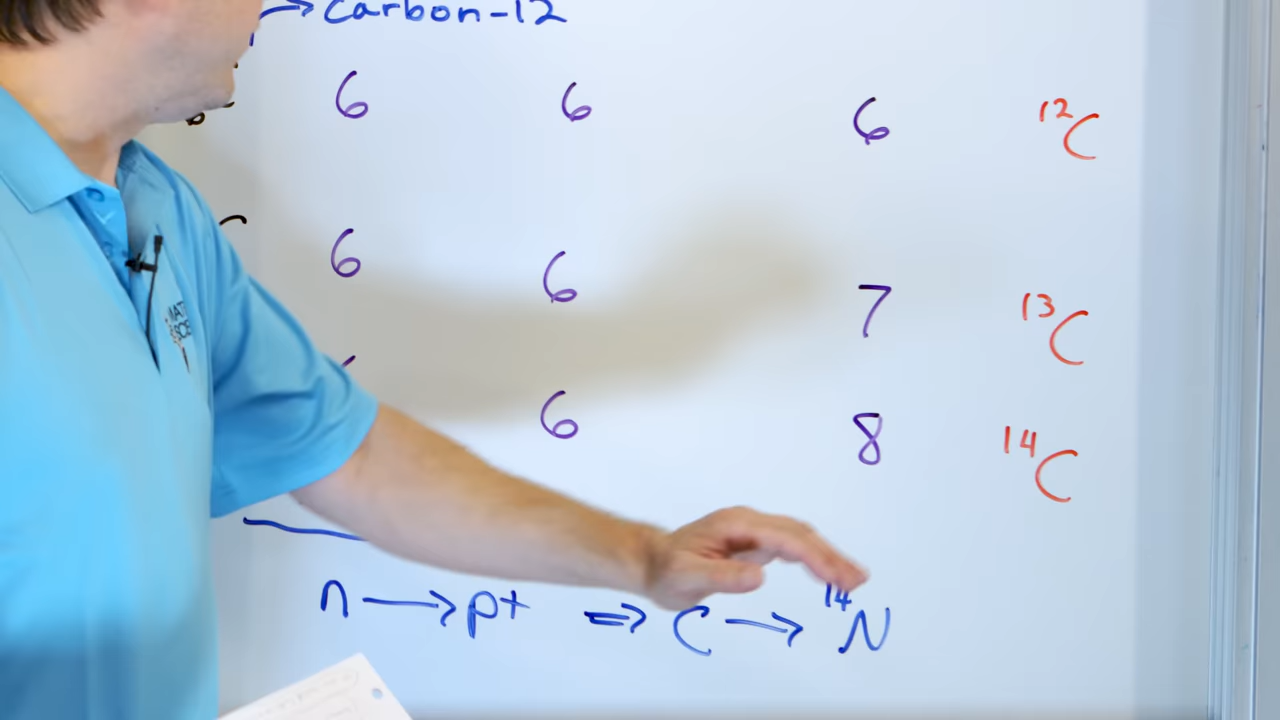 → Carbon-12
6 6 6 ¹²C
6 6 7 ¹³C
6 8 ¹⁴C
n → p+ ⇒ C → ¹⁴N